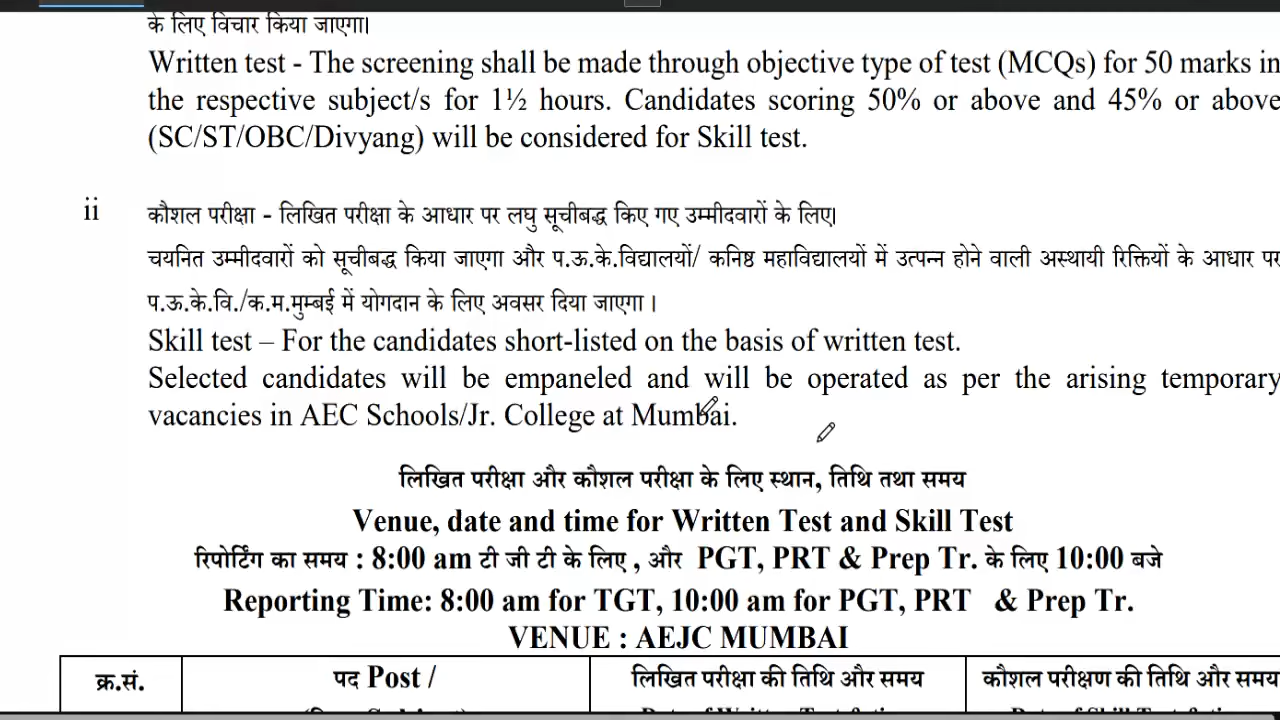 के लिए विचार किया जाएगा।
Written test - The screening shall be made through objective type of test (MCQs) for 50 marks in
the respective subject/s for 1½ hours. Candidates scoring 50% or above and 45% or above
(SC/ST/OBC/Divyang) will be considered for Skill test.
ii कौशल परीक्षा - लिखित परीक्षा के आधार पर लघु सूचीबद्ध किए गए उम्मीदवारों के लिए।
चयनित उम्मीदवारों को सूचीबद्ध किया जाएगा और प.ऊ.के.विद्यालयों/ कनिष्ठ महाविद्यालयों में उत्पन्न होने वाली अस्थायी रिक्तियों के आधार पर
प.ऊ.के.वि./क.म.मुम्बई में योगदान के लिए अवसर दिया जाएगा ।
Skill test – For the candidates short-listed on the basis of written test.
Selected candidates will be empaneled and will be operated as per the arising temporary
vacancies in AEC Schools/Jr. College at Mumbai.
लिखित परीक्षा और कौशल परीक्षा के लिए स्थान, तिथि तथा समय
Venue, date and time for Written Test and Skill Test
रिपोर्टिंग का समय : 8:00 am टी जी टी के लिए , और PGT, PRT & Prep Tr. के लिए 10:00 बजे
Reporting Time: 8:00 am for TGT, 10:00 am for PGT, PRT & Prep Tr.
VENUE : AEJC MUMBAI
क्र.सं. पद Post / लिखित परीक्षा की तिथि और समय कौशल परीक्षण की तिथि और समय